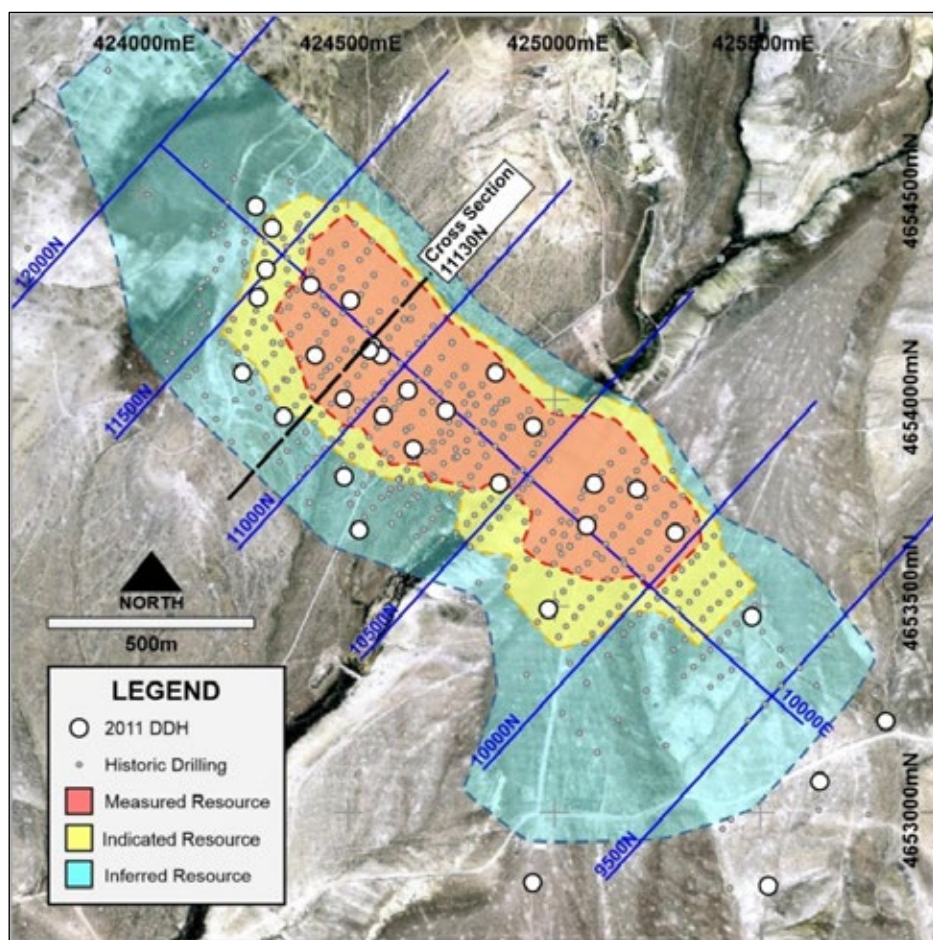 424000mE
424500mE
425000mE
425500mE
4654500mN
4654000mN
4653500mN
4653000mN
12000N
Cross Section
11130N
11500N
11000N
10500N
10000N
10000E
9500N
NORTH
500m
LEGEND
2011 DDH
Historic Drilling
Measured Resource
Indicated Resource
Inferred Resource